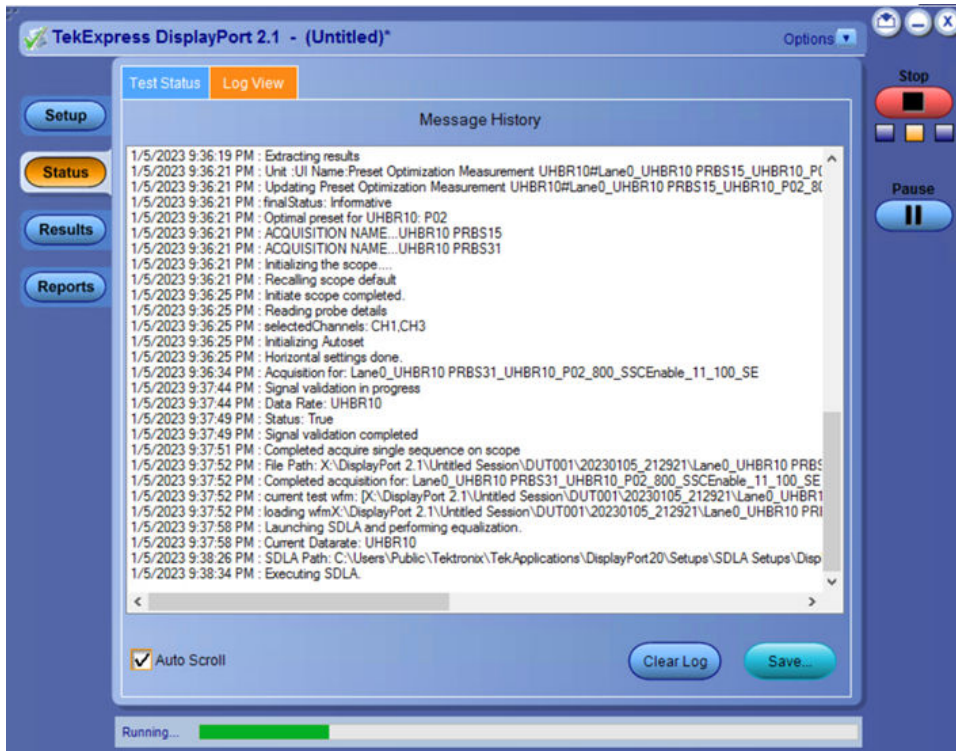 TekExpress DisplayPort 2.1 - (Untitled)*
Options
Test Status
Log View
Stop
Setup
Message History
Status
1/5/2023 9:36:19 PM : Extracting results
1/5/2023 9:36:21 PM : Unit :UI Name:Preset Optimization Measurement UHBR10#Lane0_UHBR10 PRBS15_UHBR10_P(
1/5/2023 9:36:21 PM : Updating Preset Optimization Measurement UHBR10#Lane0_UHBR10 PRBS15_UHBR10_P02_80
1/5/2023 9:36:21 PM : finalStatus: Informative
1/5/2023 9:36:21 PM : Optimal preset for UHBR10: P02
1/5/2023 9:36:21 PM : ACQUISITION NAME...UHBR10 PRBS15
1/5/2023 9:36:21 PM : ACQUISITION NAME...UHBR10 PRBS31
1/5/2023 9:36:21 PM : Initializing the scope....
1/5/2023 9:36:21 PM : Recalling scope default
1/5/2023 9:36:25 PM : Initiate scope completed.
1/5/2023 9:36:25 PM : Reading probe details
1/5/2023 9:36:25 PM : selectedChannels: CH1,CH3
1/5/2023 9:36:25 PM : Initializing Autoset
1/5/2023 9:36:25 PM : Horizontal settings done.
1/5/2023 9:36:34 PM : Acquisition for: Lane0_UHBR10 PRBS31_UHBR10_P02_800_SSCEnable_11_100_SE
1/5/2023 9:37:44 PM : Signal validation in progress
1/5/2023 9:37:44 PM : Data Rate: UHBR10
1/5/2023 9:37:49 PM : Status: True
1/5/2023 9:37:49 PM : Signal validation completed
1/5/2023 9:37:51 PM : Completed acquire single sequence on scope
1/5/2023 9:37:52 PM : File Path: X:\DisplayPort 2.1\Untitled Session\DUT001\20230105_212921\Lane0_UHBR10 PRBS
1/5/2023 9:37:52 PM : Completed acquisition for: Lane0_UHBR10 PRBS31_UHBR10_P02_800_SSCEnable_11_100_SE
1/5/2023 9:37:52 PM : current test wfm: [X:\DisplayPort 2.1\Untitled Session\DUT001\20230105_212921\Lane0_UHBR1
1/5/2023 9:37:52 PM : loading wfmX:\DisplayPort 2.1\Untitled Session\DUT001\20230105_212921\Lane0_UHBR10 PRI
1/5/2023 9:37:58 PM : Launching SDLA and performing equalization.
1/5/2023 9:37:58 PM : Current Datarate: UHBR10
1/5/2023 9:38:26 PM : SDLA Path: C:\Users\Public\Tektronix\TekApplications\DisplayPort20\Setups\SDLA Setups\Disp
1/5/2023 9:38:34 PM : Executing SDLA.
Pause
Results
Reports
Auto Scroll
Clear Log
Save...
Running...